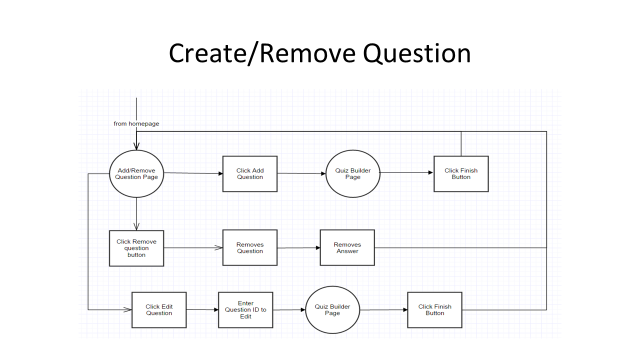 Create/Remove Question
from homepage
Add/Remove
Question Page
Click Add
Question
Quiz Builder
Page
Click Finish
Button
Click Remove
question
button
Removes
Question
Removes
Answer
Click Edit
Question
Enter
Question ID to
Edit
Quiz Builder
Page
Click Finish
Button